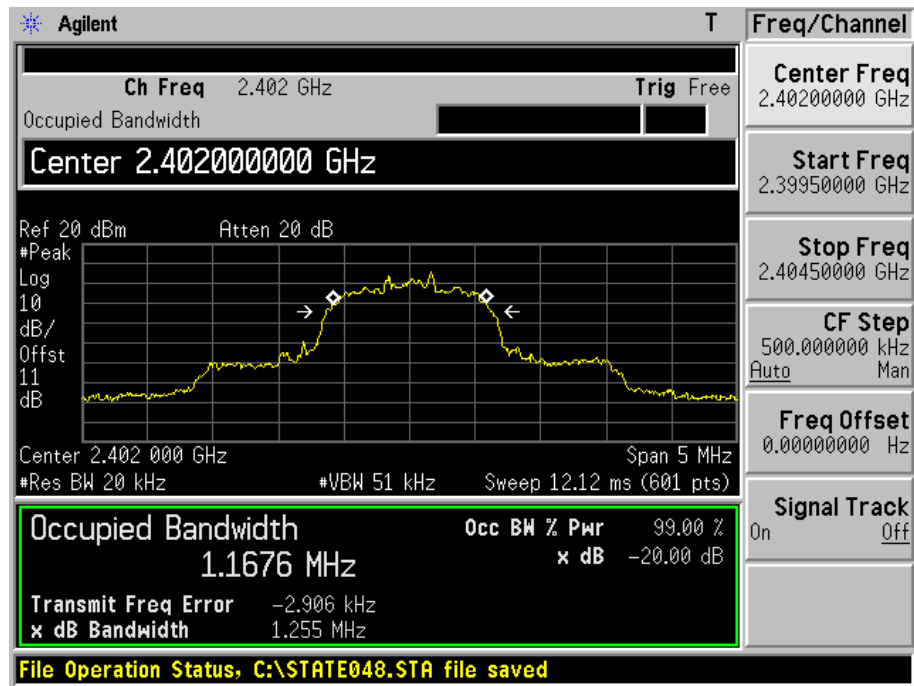 Agilent T Freq/Channel
Ch Freq 2.402 GHz Trig Free
Occupied Bandwidth
Center 2.402000000 GHz
Ref 20 dBm Atten 20 dB
#Peak
Log
10
dB/
Offst
11
dB
Center 2.402 000 GHz Span 5 MHz
#Res BW 20 kHz #VBW 51 kHz Sweep 12.12 ms (601 pts)
Occupied Bandwidth Occ BW % Pwr 99.00 %
1.1676 MHz x dB -20.00 dB
Transmit Freq Error -2.906 kHz
x dB Bandwidth 1.255 MHz
File Operation Status, C:\STATE048.STA file saved
Center Freq
2.40200000 GHz
Start Freq
2.39950000 GHz
Stop Freq
2.40450000 GHz
CF Step
500.000000 kHz
Auto Man
Freq Offset
0.00000000 Hz
Signal Track
On Off